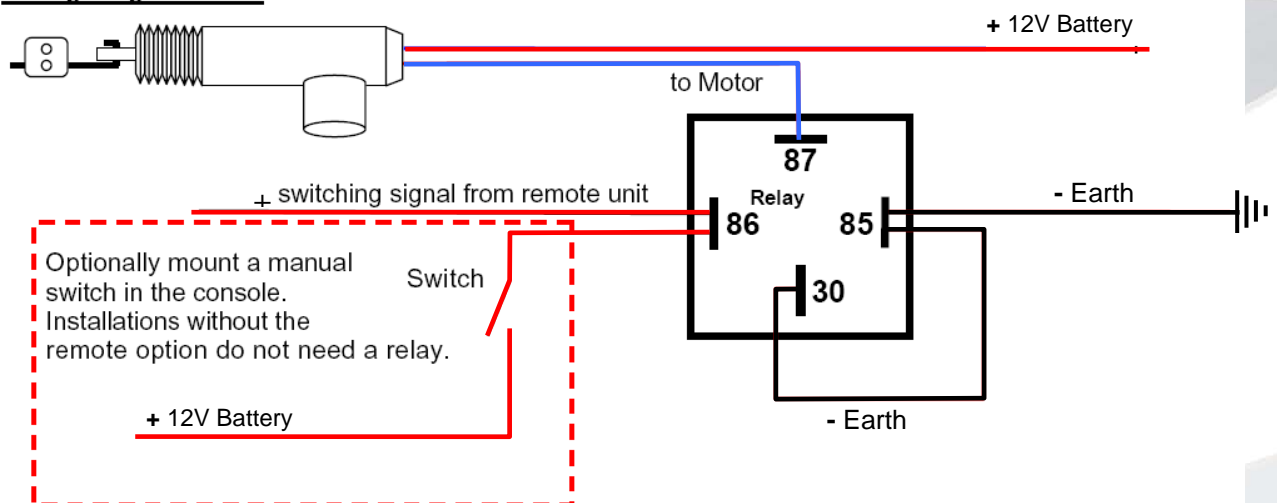 + 12V Battery
to Motor
87
+ switching signal from remote unit
Relay
86
85
- Earth
Optionally mount a manual
switch in the console.
Installations without the
remote option do not need a relay.
Switch
30
+ 12V Battery
- Earth